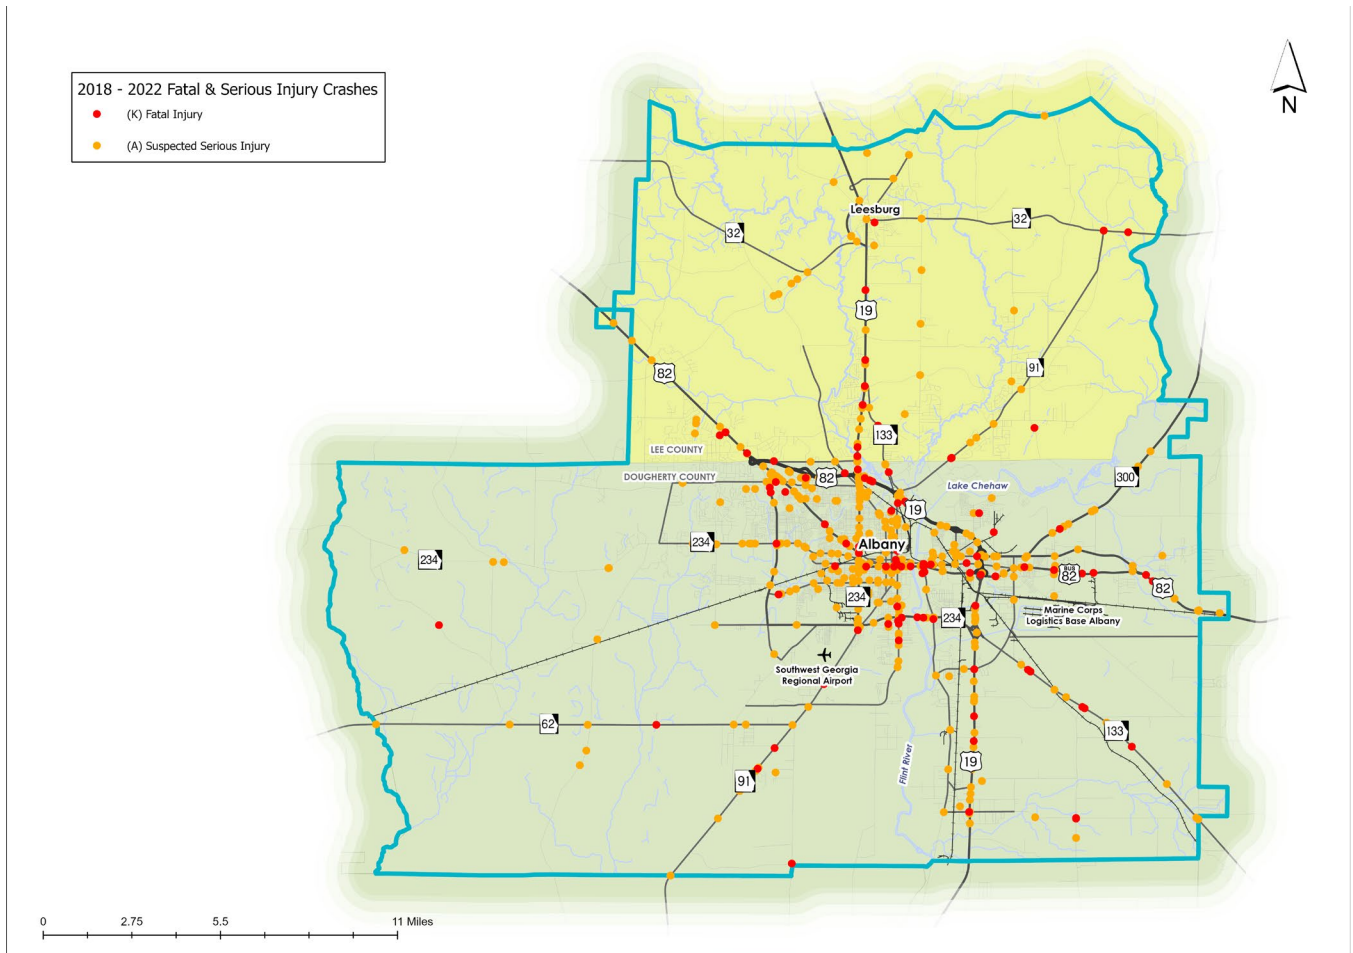 2018 - 2022 Fatal & Serious Injury Crashes
(K) Fatal Injury
(A) Suspected Serious Injury
N
Leesburg
32
32
19
82
91
133
LEE COUNTY
DOUGHERTY COUNTY
82
300
Lake Chehaw
19
234
Albany
234
BUS
82
82
234
234
Marine Corps
Logistics Base Albany
Southwest Georgia
Regional Airport
62
133
Flint River
19
91
0
2.75
5.5
11 Miles